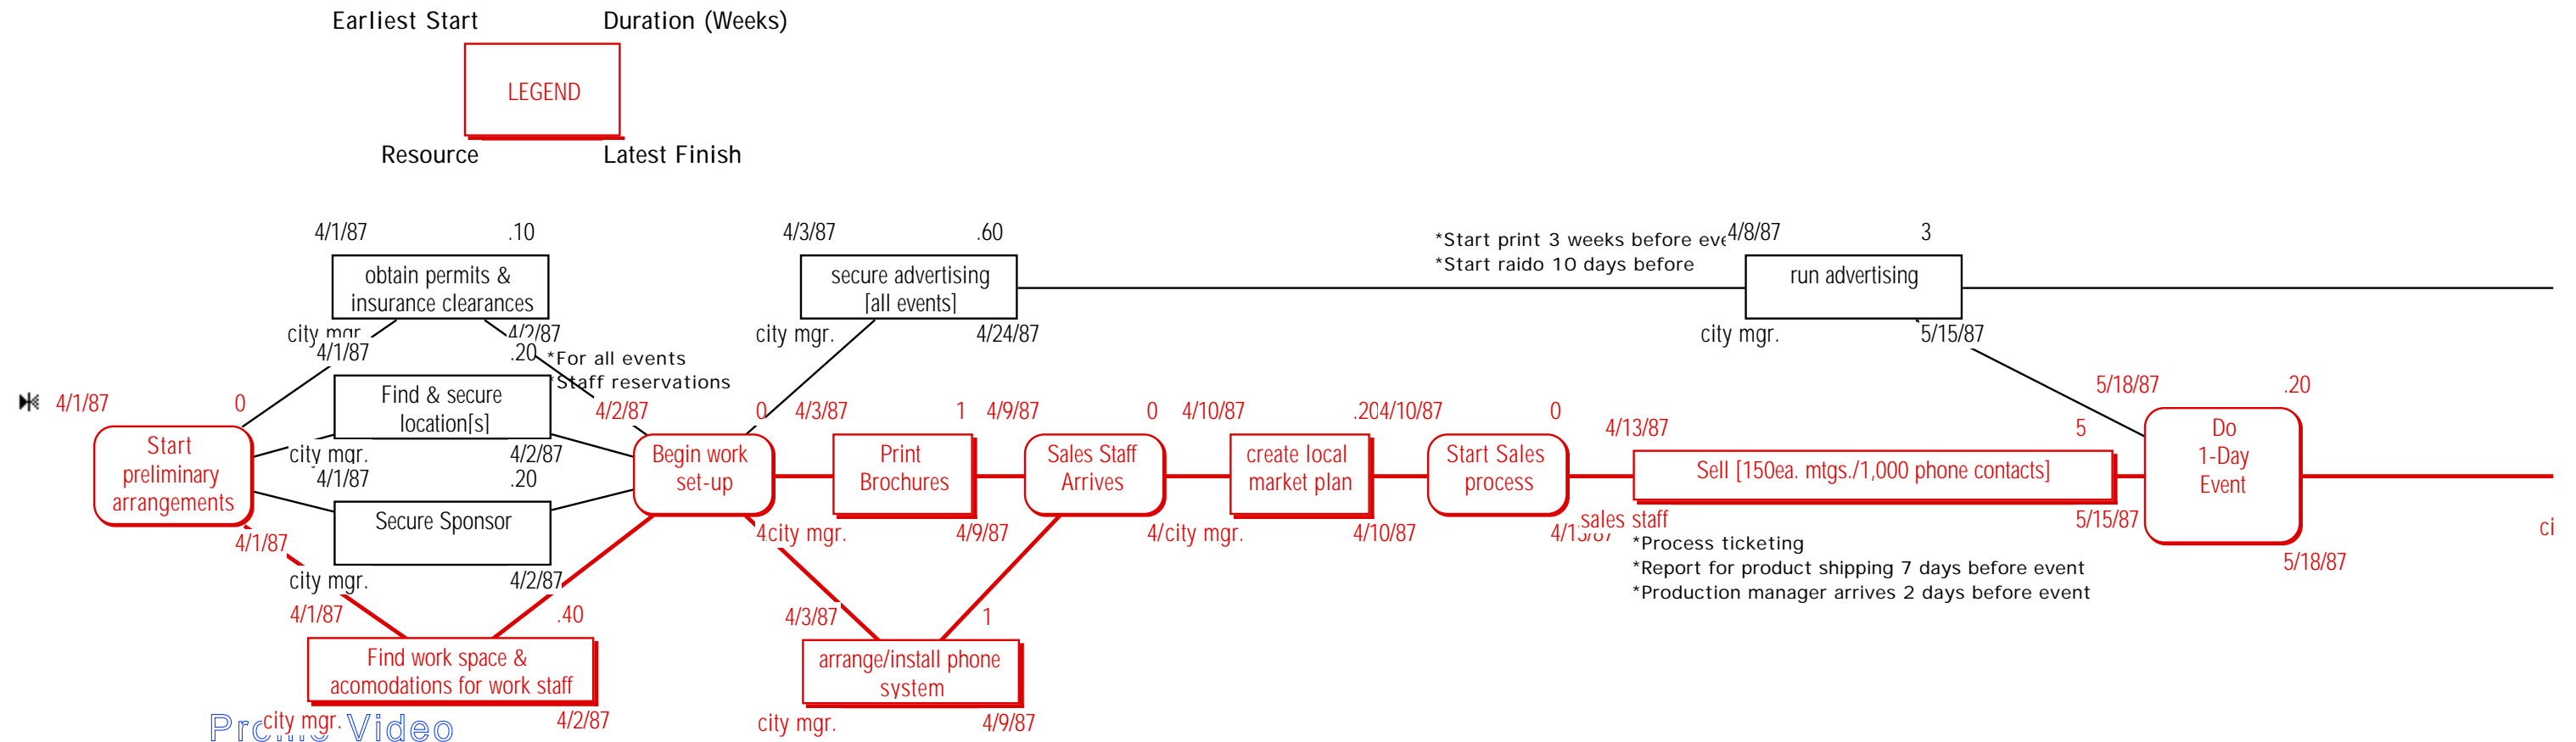 Earliest Start
Duration (Weeks)
LEGEND
Resource
Latest Finish
4/1/87
.10
obtain permits &
insurance clearances
city mgr.
4/2/87
4/3/87
.60
secure advertising
[all events]
city mgr.
4/24/87
*Start print 3 weeks before eve
*Start raido 10 days before
4/8/87
3
run advertising
city mgr.
5/15/87
4/1/87
.20
*For all events
*Staff reservations
Find & secure
location[s]
city mgr.
4/2/87
4/1/87
0
Start
preliminary
arrangements
4/1/87
4/1/87
.20
Secure Sponsor
city mgr.
4/2/87
4/1/87
.40
Find work space &
acomodations for work staff
city mgr.
4/2/87
Promo Video
4/2/87
0
Begin work
set-up
4/3/87
1
Print
Brochures
city mgr.
4/9/87
4/3/87
1
arrange/install phone
system
city mgr.
4/9/87
4/9/87
0
Sales Staff
Arrives
4/10/87
.20
create local
market plan
city mgr.
4/10/87
4/10/87
0
Start Sales
process
4/13/87
5
Sell [150ea. mtgs./1,000 phone contacts]
sales staff
5/15/87
*Process ticketing
*Report for product shipping 7 days before event
*Production manager arrives 2 days before event
5/18/87
.20
Do
1-Day
Event
5/18/87
ci